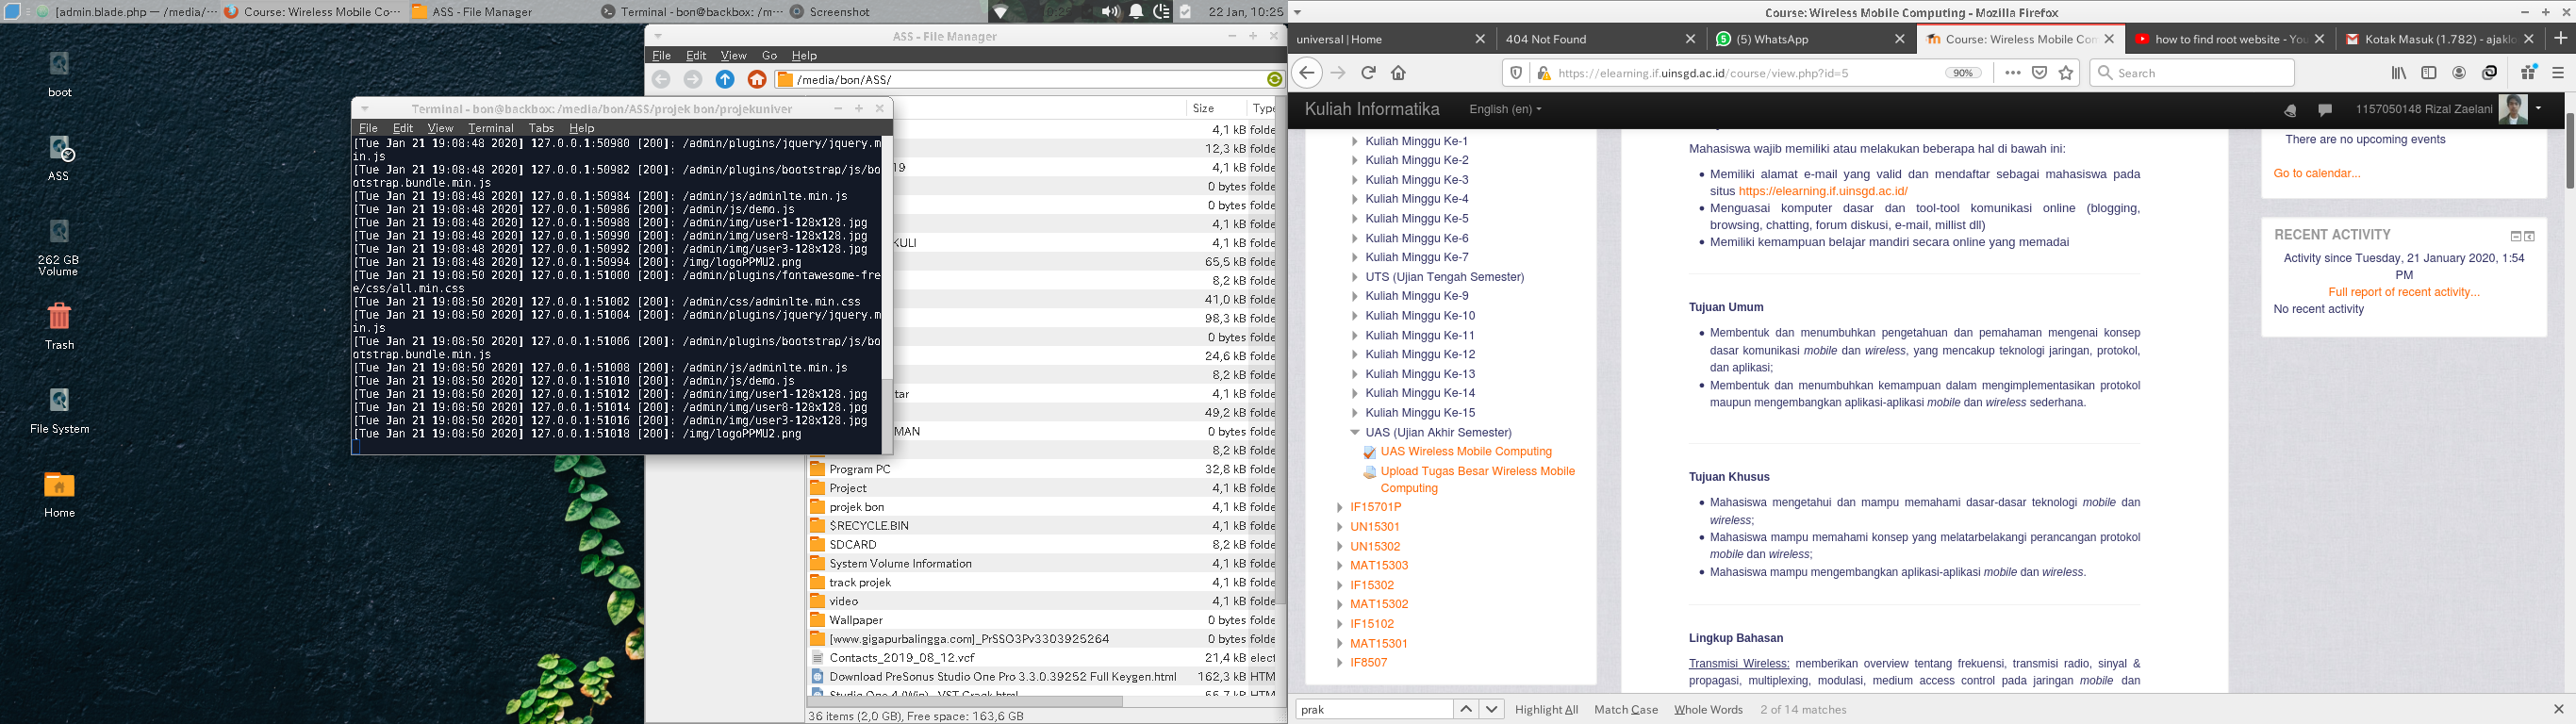 [admin.blade.php — /media/···
Course: Wireless Mobile Co···
ASS - File Manager
Terminal - bon@backbox: /m···
Screenshot
22 Jan, 10:25
boot
ASS
262 GB
Volume
Trash
File System
Home
ASS - File Manager
File Edit View Go Help
/media/bon/ASS/
Size Type
4,1 kB folde
12,3 kB folde
19 4,1 kB folde
0 bytes folde
0 bytes folde
4,1 kB folde
KULI 4,1 kB folde
65,5 kB folde
8,2 kB folde
41,0 kB folde
98,3 kB folde
0 bytes folde
24,6 kB folde
8,2 kB folde
tar 4,1 kB folde
49,2 kB folde
MAN 0 bytes folde
8,2 kB folde
Program PC 32,8 kB folde
Project 4,1 kB folde
projek bon 4,1 kB folde
$RECYCLE.BIN 4,1 kB folde
SDCARD 8,2 kB folde
System Volume Information 4,1 kB folde
track projek 4,1 kB folde
video 4,1 kB folde
Wallpaper 0 bytes folde
[www.gigapurbalingga.com]_PrSSO3Pv3303925264 0 bytes folde
Contacts_2019_08_12.vcf 21,4 kB elect
Download PreSonus Studio One Pro 3.3.0.39252 Full Keygen.html 162,3 kB HTM
Studio One 4 (Win) - VST Crack.html 55,7 kB HTM
36 items (2,0 GB), Free space: 163,6 GB
Terminal - bon@backbox: /media/bon/ASS/projek bon/projekuniver
File Edit View Terminal Tabs Help
[Tue Jan 21 19:08:48 2020] 127.0.0.1:50980 [200]: /admin/plugins/jquery/jquery.m
in.js
[Tue Jan 21 19:08:48 2020] 127.0.0.1:50982 [200]: /admin/plugins/bootstrap/js/bo
otstrap.bundle.min.js
[Tue Jan 21 19:08:48 2020] 127.0.0.1:50984 [200]: /admin/js/adminlte.min.js
[Tue Jan 21 19:08:48 2020] 127.0.0.1:50986 [200]: /admin/js/demo.js
[Tue Jan 21 19:08:48 2020] 127.0.0.1:50988 [200]: /admin/img/user1-128x128.jpg
[Tue Jan 21 19:08:48 2020] 127.0.0.1:50990 [200]: /admin/img/user8-128x128.jpg
[Tue Jan 21 19:08:48 2020] 127.0.0.1:50992 [200]: /admin/img/user3-128x128.jpg
[Tue Jan 21 19:08:48 2020] 127.0.0.1:50994 [200]: /img/logoPPMU2.png
[Tue Jan 21 19:08:50 2020] 127.0.0.1:51000 [200]: /admin/plugins/fontawesome-fre
e/css/all.min.css
[Tue Jan 21 19:08:50 2020] 127.0.0.1:51002 [200]: /admin/css/adminlte.min.css
[Tue Jan 21 19:08:50 2020] 127.0.0.1:51004 [200]: /admin/plugins/jquery/jquery.m
in.js
[Tue Jan 21 19:08:50 2020] 127.0.0.1:51006 [200]: /admin/plugins/bootstrap/js/bo
otstrap.bundle.min.js
[Tue Jan 21 19:08:50 2020] 127.0.0.1:51008 [200]: /admin/js/adminlte.min.js
[Tue Jan 21 19:08:50 2020] 127.0.0.1:51010 [200]: /admin/js/demo.js
[Tue Jan 21 19:08:50 2020] 127.0.0.1:51012 [200]: /admin/img/user1-128x128.jpg
[Tue Jan 21 19:08:50 2020] 127.0.0.1:51014 [200]: /admin/img/user8-128x128.jpg
[Tue Jan 21 19:08:50 2020] 127.0.0.1:51016 [200]: /admin/img/user3-128x128.jpg
[Tue Jan 21 19:08:50 2020] 127.0.0.1:51018 [200]: /img/logoPPMU2.png
Course: Wireless Mobile Computing - Mozilla Firefox
universal | Home
404 Not Found
(5) WhatsApp
Course: Wireless Mobile Com
how to find root website - You
Kotak Masuk (1.782) - ajaklo
https://elearning.if.uinsgd.ac.id/course/view.php?id=5
90%
Search
Kuliah Informatika
English (en)
1157050148 Rizal Zaelani
Kuliah Minggu Ke-1
Kuliah Minggu Ke-2
Kuliah Minggu Ke-3
Kuliah Minggu Ke-4
Kuliah Minggu Ke-5
Kuliah Minggu Ke-6
Kuliah Minggu Ke-7
UTS (Ujian Tengah Semester)
Kuliah Minggu Ke-9
Kuliah Minggu Ke-10
Kuliah Minggu Ke-11
Kuliah Minggu Ke-12
Kuliah Minggu Ke-13
Kuliah Minggu Ke-14
Kuliah Minggu Ke-15
UAS (Ujian Akhir Semester)
UAS Wireless Mobile Computing
Upload Tugas Besar Wireless Mobile
Computing
IF15701P
UN15301
UN15302
MAT15303
IF15302
MAT15302
IF15102
MAT15301
IF8507
Mahasiswa wajib memiliki atau melakukan beberapa hal di bawah ini:
Memiliki alamat e-mail yang valid dan mendaftar sebagai mahasiswa pada
situs https://elearning.if.uinsgd.ac.id/
Menguasai komputer dasar dan tool-tool komunikasi online (blogging,
browsing, chatting, forum diskusi, e-mail, millist dll)
Memiliki kemampuan belajar mandiri secara online yang memadai
Tujuan Umum
Membentuk dan menumbuhkan pengetahuan dan pemahaman mengenai konsep
dasar komunikasi mobile dan wireless, yang mencakup teknologi jaringan, protokol,
dan aplikasi;
Membentuk dan menumbuhkan kemampuan dalam mengimplementasikan protokol
maupun mengembangkan aplikasi-aplikasi mobile dan wireless sederhana.
Tujuan Khusus
Mahasiswa mengetahui dan mampu memahami dasar-dasar teknologi mobile dan
wireless;
Mahasiswa mampu memahami konsep yang melatarbelakangi perancangan protokol
mobile dan wireless;
Mahasiswa mampu mengembangkan aplikasi-aplikasi mobile dan wireless.
Lingkup Bahasan
Transmisi Wireless: memberikan overview tentang frekuensi, transmisi radio, sinyal &
propagasi, multiplexing, modulasi, medium access control pada jaringan mobile dan
There are no upcoming events
Go to calendar...
RECENT ACTIVITY
Activity since Tuesday, 21 January 2020, 1:54
PM
Full report of recent activity...
No recent activity
prak
Highlight All
Match Case
Whole Words
2 of 14 matches